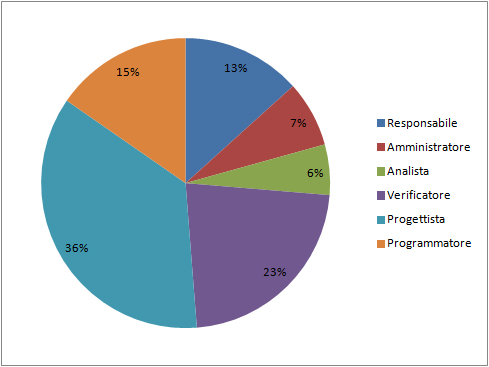 15%
13%
7%
6%
36%
23%
Responsabile
Amministratore
Analista
Verificatore
Progettista
Programmatore